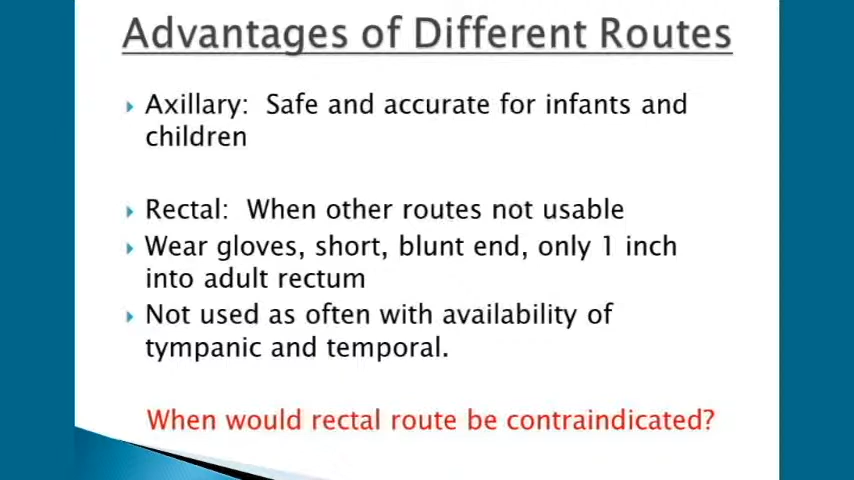 Advantages of Different Routes
Axillary: Safe and accurate for infants and
children
Rectal: When other routes not usable
Wear gloves, short, blunt end, only 1 inch
into adult rectum
Not used as often with availability of
tympanic and temporal.
When would rectal route be contraindicated?